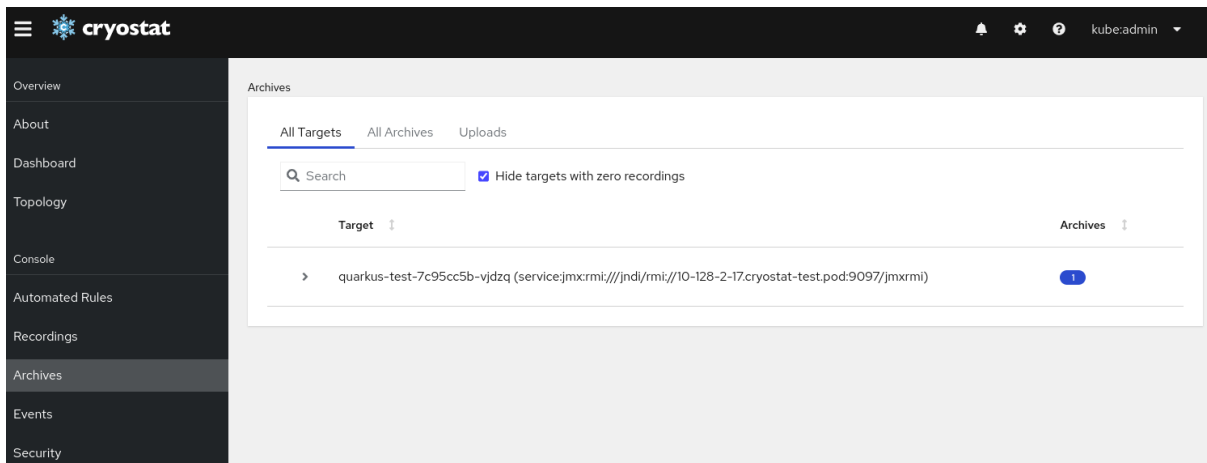 cryostat
kube:admin
Overview
About
Dashboard
Topology
Console
Automated Rules
Recordings
Archives
Events
Security
Archives
All Targets All Archives Uploads
Search Hide targets with zero recordings
Target Archives
quarkus-test-7c95cc5b-vjdzq (service:jmx:rmi:///jndi/rmi://10-128-2-17.cryostat-test.pod:9097/jmxrmi) 1